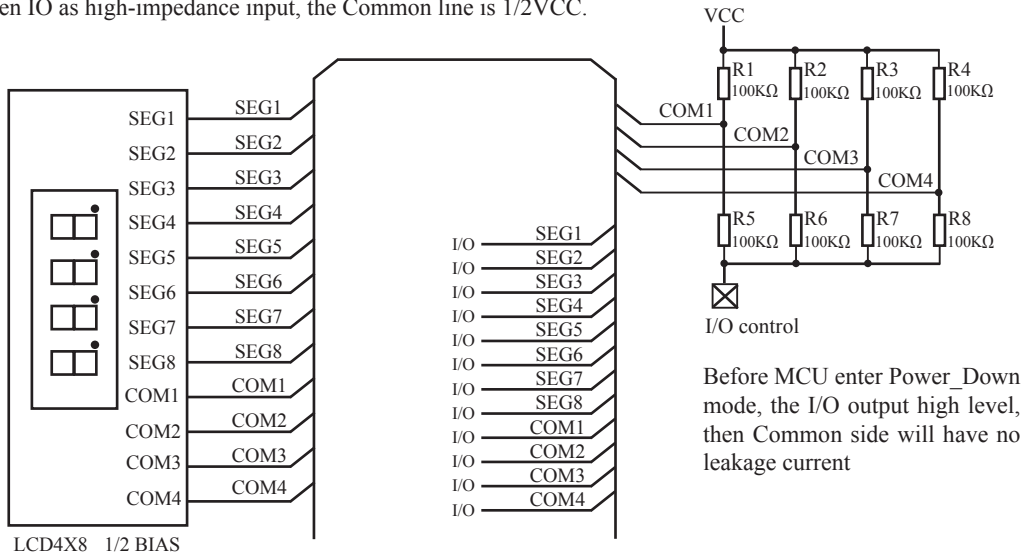 en IO as high-impedance input, the Common line is 1/2VCC.
SEG1
SEG2
SEG3
SEG4
SEG5
SEG6
SEG7
SEG8
COM1
COM2
COM3
COM4
LCD4X8 1/2 BIAS
SEG1
SEG2
SEG3
SEG4
SEG5
SEG6
SEG7
SEG8
COM1
COM2
COM3
COM4
I/O SEG1
I/O SEG2
I/O SEG3
I/O SEG4
I/O SEG5
I/O SEG6
I/O SEG7
I/O SEG8
I/O COM1
I/O COM2
I/O COM3
I/O COM4
VCC
R1 R2 R3 R4
100KΩ 100KΩ 100KΩ 100KΩ
COM1
COM2
COM3
COM4
R5 R6 R7 R8
100KΩ 100KΩ 100KΩ 100KΩ
I/O control
Before MCU enter Power_Down
mode, the I/O output high level,
then Common side will have no
leakage current